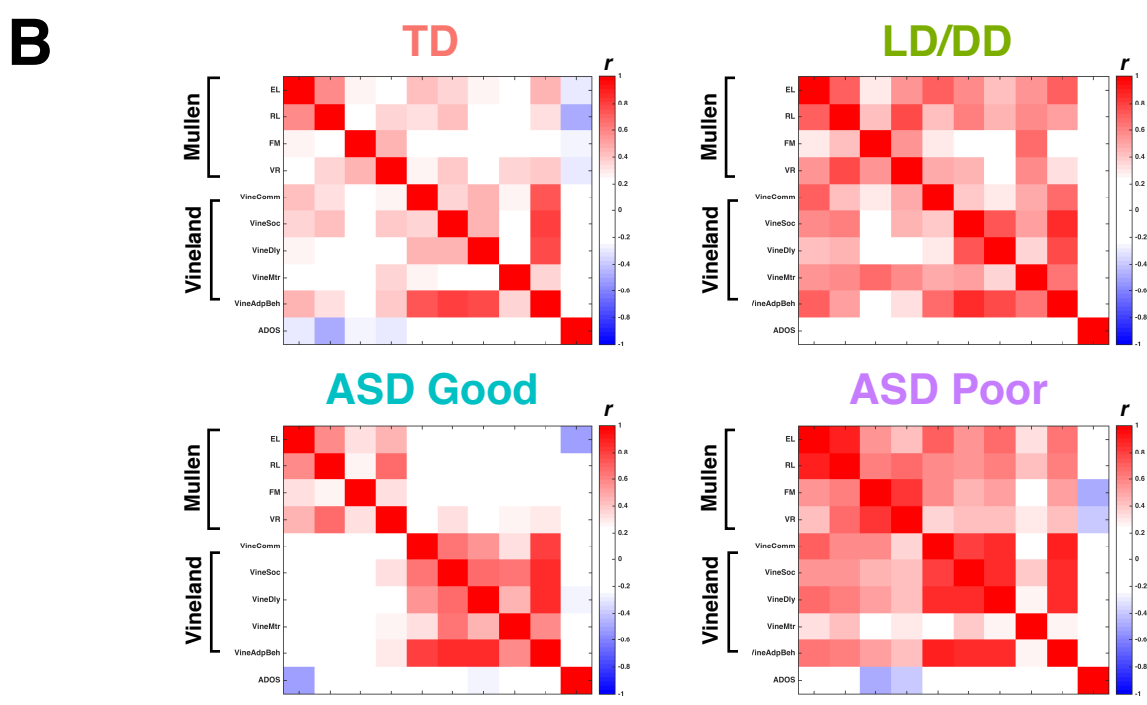 B
TD
r
Mullen
Vineland
EL
RL
FM
VR
VineComm
VineSoc
VineDly
VineMtr
VineAdpBeh
ADOS
1
0.8
0.6
0.4
0.2
0
-0.2
-0.4
-0.6
-0.8
-1
LD/DD
r
Mullen
Vineland
EL
RL
FM
VR
VineComm
VineSoc
VineDly
VineMtr
/ineAdpBeh
ADOS
1
0.8
0.6
0.4
0.2
0
-0.2
-0.4
-0.6
-0.8
-1
ASD Good
r
Mullen
Vineland
EL
RL
FM
VR
VineComm
VineSoc
VineDly
VineMtr
VineAdpBeh
ADOS
1
0.8
0.6
0.4
0.2
0
-0.2
-0.4
-0.6
-0.8
-1
ASD Poor
r
Mullen
Vineland
EL
RL
FM
VR
VineComm
VineSoc
VineDly
VineMtr
/ineAdpBeh
ADOS
1
0.8
0.6
0.4
0.2
0
-0.2
-0.4
-0.6
-0.8
-1